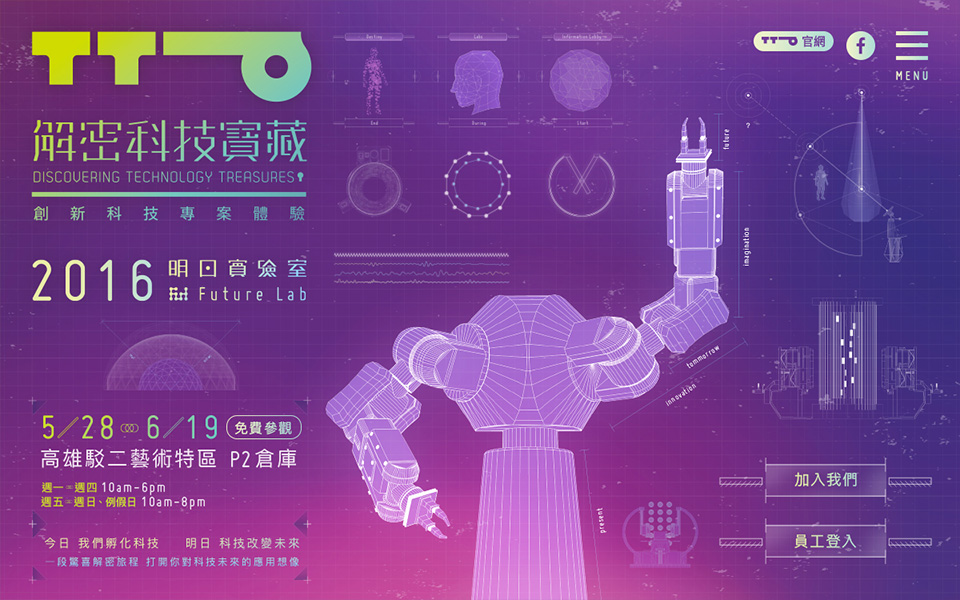 TTP
解密科技寶藏
DISCOVERING TECHNOLOGY TREASURES
創新科技專案體驗
2016 明日實驗室
Future Lab
5/28 6/19 免費參觀
高雄駁二藝術特區 P2倉庫
週一-週四 10am-6pm
週五-週日、例假日 10am-8pm
今日 我們孵化科技 明日 科技改變未來
一段驚喜解密旅程 打開你對科技未來的應用想像
End
Start
future
?
imagination
tommorrow
innovation
present
官網
f
MENU
加入我們
員工登入